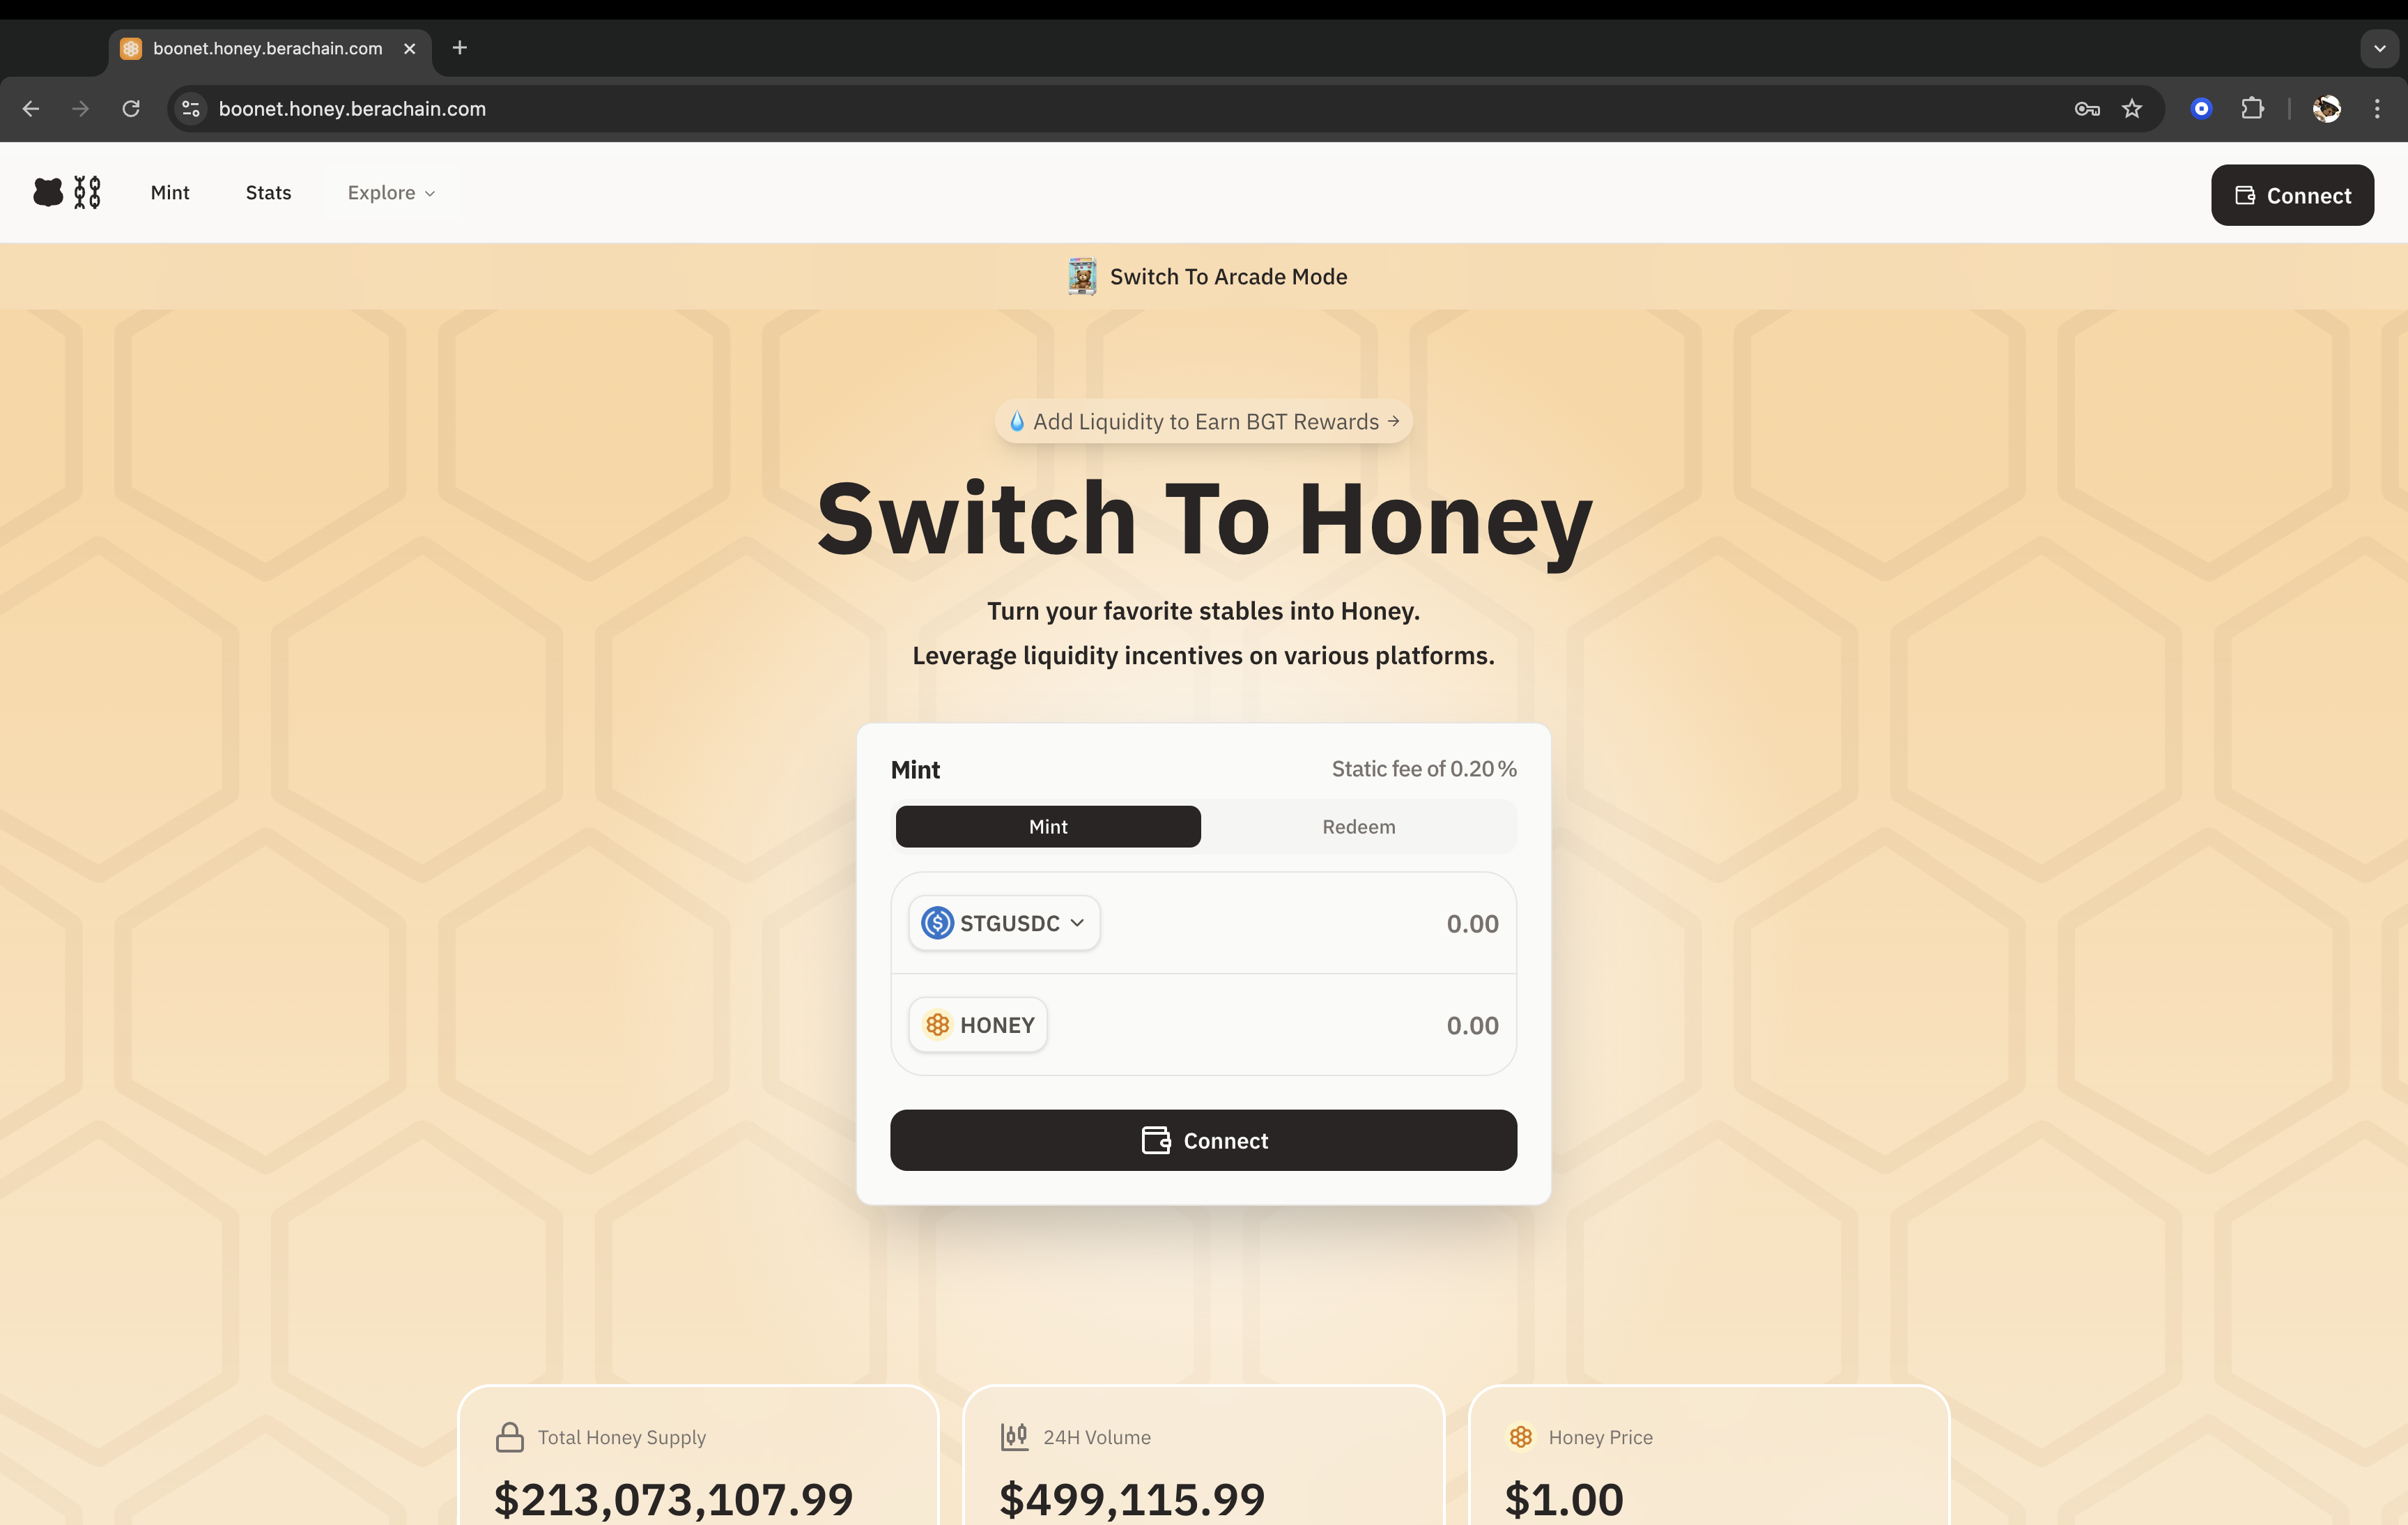 boonet.honey.berachain.com
boonet.honey.berachain.com
Mint Stats Explore Connect
Switch To Arcade Mode
Add Liquidity to Earn BGT Rewards →
Switch To Honey
Turn your favorite stables into Honey.
Leverage liquidity incentives on various platforms.
Mint Static fee of 0.20%
Mint Redeem
STGUSDC 0.00
HONEY 0.00
Connect
Total Honey Supply 24H Volume Honey Price
$213,073,107.99 $499,115.99 $1.00